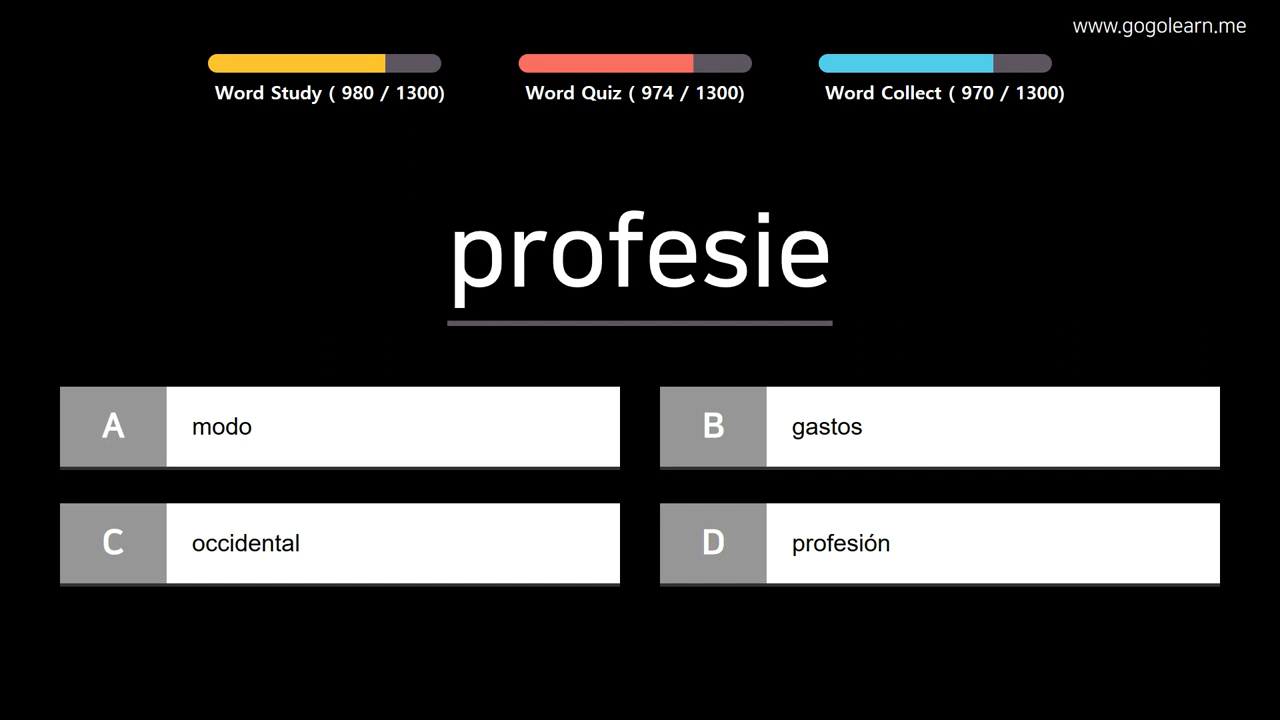 www.gogolearn.me
Word Study ( 980 / 1300)
Word Quiz ( 974 / 1300)
Word Collect ( 970 / 1300)
profesie
A modo
B gastos
C occidental
D profesión